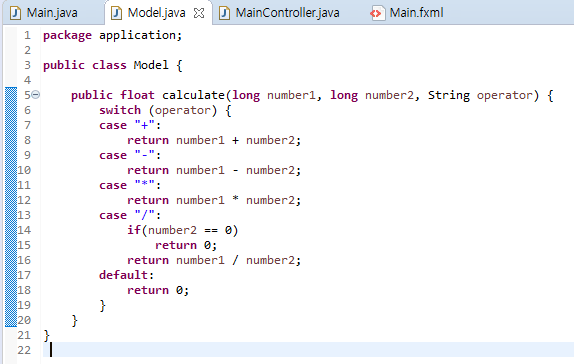 Main.java Model.java MainController.java Main.fxml
1 package application;
2
3 public class Model {
4
5 public float calculate(long number1, long number2, String operator) {
6 switch (operator) {
7 case "+":
8 return number1 + number2;
9 case "-":
10 return number1 - number2;
11 case "*":
12 return number1 * number2;
13 case "/":
14 if(number2 == 0)
15 return 0;
16 return number1 / number2;
17 default:
18 return 0;
19 }
20 }
21 }
22